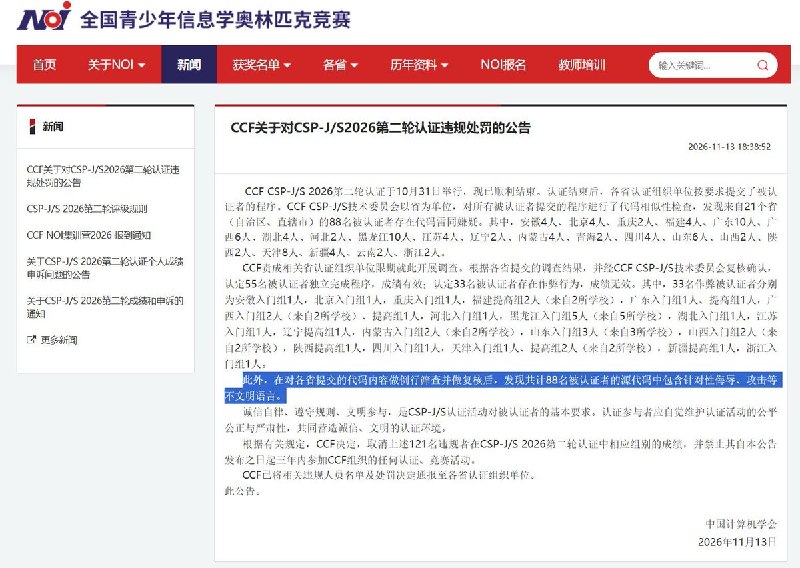 NOI 全国青少年信息学奥林匹克竞赛
首页 关于NOI 新闻 获奖名单 各省 历年资料 NOI报名 教师培训 输入关键词...
新闻
CCF关于对CSP-J/S2026第二轮认证违
规处罚的公告
CSP-J/S 2026第二轮评级规则
CCF NOI集训营2026 报到通知
关于CSP-J/S 2026第二轮认证个人成绩
申诉问题的公告
关于CSP-J/S 2026第二轮成绩和申诉的
通知
更多新闻
CCF关于对CSP-J/S2026第二轮认证违规处罚的公告
2026-11-13 18:38:52
CCF CSP-J/S 2026第二轮认证于10月31日举行，现已顺利结束。认证结束后，各省认证组织单位按要求提交了被认
证者的程序。CCF CSP-J/S技术委员会以省为单位，对所有被认证者提交的程序进行了代码相似性检查，发现来自21个省
（自治区、直辖市）的88名被认证者存在代码雷同嫌疑。其中，安徽4人、北京4人、重庆2人、福建4人、广东10人、广
西6人、湖北4人、河北2人、黑龙江10人、江苏4人、辽宁2人、内蒙古4人、青海2人、四川4人、山东6人、山西2人、陕
西2人、天津8人、新疆4人、云南2人、浙江2人。
CCF责成相关省认证组织单位限期就此开展调查。根据各省提交的调查结果，并经CCF CSP-J/S技术委员会复核确认，
认定55名被认证者独立完成程序，成绩有效；认定33名被认证者存在作弊行为，成绩无效。其中，33名作弊被认证者分别
为安徽入门组1人，北京入门组1人，重庆入门组1人，福建提高组2人（来自2所学校），广东入门组1人、提高组1人，广
西入门组2人（来自2所学校）、提高组1人，河北入门组1人，黑龙江入门组5人（来自5所学校），湖北入门组1人，江苏
入门组1人，辽宁提高组1人，内蒙古入门组2人（来自2所学校），山东入门组3人（来自3所学校），山西入门组2人（来
自2所学校），陕西提高组1人，四川入门组1人，天津入门组1人、提高组2人（来自2所学校），新疆提高组1人，浙江入
门组1人。
此外，在对各省提交的代码内容做例行筛查并做复核后，发现共计88名被认证者的源代码中包含针对性侮辱、攻击等
不文明语言。
诚信自律、遵守规则、文明参与，是CSP-J/S认证活动对被认证者的基本要求。认证参与者应自觉维护认证活动的公平
公正与严肃性，共同营造诚信、文明的认证环境。
根据有关规定，CCF决定，取消上述121名违规者在CSP-J/S 2026第二轮认证中相应组别的成绩，并禁止其自本公告
发布之日起三年内参加CCF组织的任何认证、竞赛活动。
CCF已将相关违规人员名单及处罚决定通报至各省认证组织单位。
此公告。
中国计算机学会
2026年11月13日